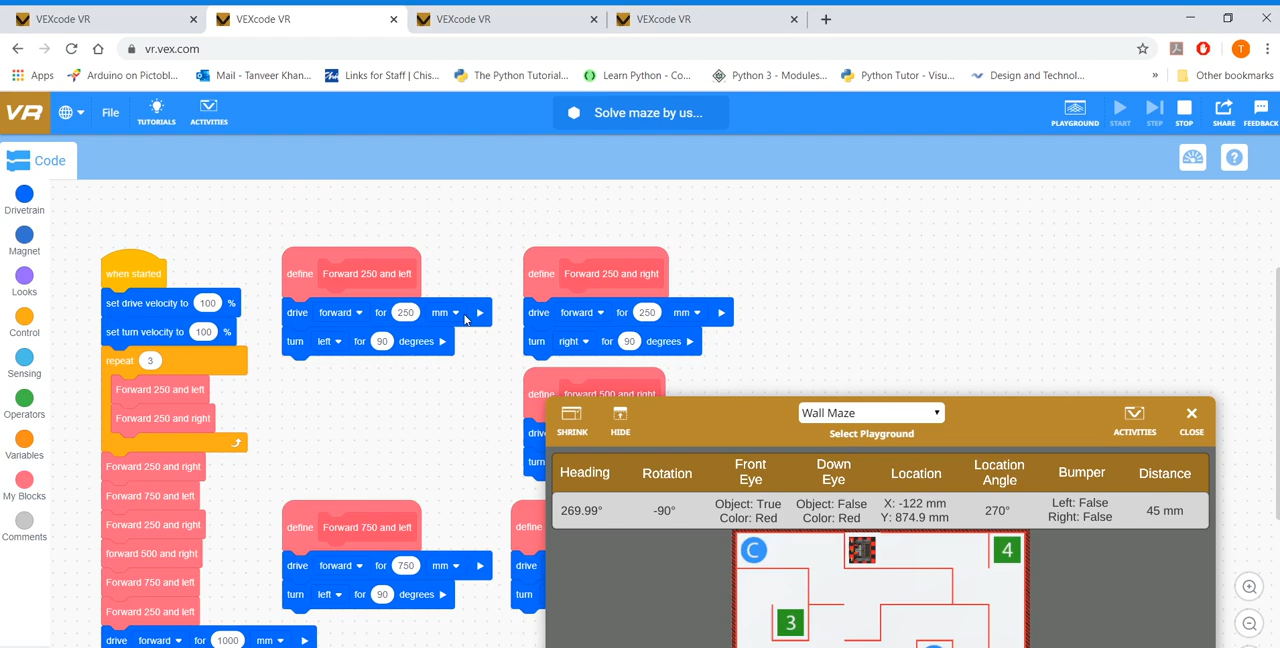 VEXcode VR
VEXcode VR
VEXcode VR
VEXcode VR
vr.vex.com
T
Apps
Arduino on Pictobl...
Mail - Tanveer Khan...
Links for Staff | Chis...
The Python Tutorial...
Learn Python - Co...
Python 3 - Modules...
Python Tutor - Visu...
Design and Technol...
»
Other bookmarks
VR
File
TUTORIALS
ACTIVITIES
Solve maze by us...
PLAYGROUND
START
STEP
STOP
SHARE
FEEDBACK
Code
?
Drivetrain
Magnet
Looks
Control
Sensing
Operators
Variables
My Blocks
Comments
when started
set drive velocity to 100 %
set turn velocity to 100 %
repeat 3
Forward 250 and left
Forward 250 and right
Forward 250 and right
Forward 750 and left
Forward 250 and right
forward 500 and right
Forward 750 and left
Forward 250 and left
drive forward for 1000 mm
define Forward 250 and left
drive forward for 250 mm
turn left for 90 degrees
define Forward 250 and right
drive forward for 250 mm
turn right for 90 degrees
define forward 500 and right
turn
define Forward 750 and left
drive forward for 750 mm
turn left for 90 degrees
define
drive
turn
SHRINK
HIDE
Wall Maze
Select Playground
ACTIVITIES
CLOSE
Heading
Rotation
Front Eye
Down Eye
Location
Location Angle
Bumper
Distance
269.99°
-90°
Object: True
Color: Red
Object: False
Color: Red
X: -122 mm
Y: 874.9 mm
270°
Left: False
Right: False
45 mm
C
4
3